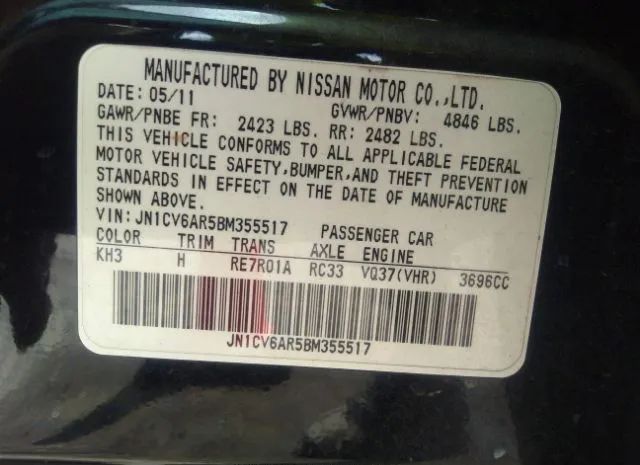 MANUFACTURED BY NISSAN MOTOR CO.,LTD.
DATE: 05/11 GVWR/PNBV: 4846 LBS.
GAWR/PNBE FR: 2423 LBS. RR: 2482 LBS.
THIS VEHICLE CONFORMS TO ALL APPLICABLE FEDERAL
MOTOR VEHICLE SAFETY,BUMPER,AND THEFT PREVENTION
STANDARDS IN EFFECT ON THE DATE OF MANUFACTURE
SHOWN ABOVE.
VIN: JN1CV6AR5BM355517 PASSENGER CAR
COLOR TRIM TRANS AXLE ENGINE
KH3 H RE7R01A RC33 VQ37(VHR) 3696CC
JN1CV6AR5BM355517